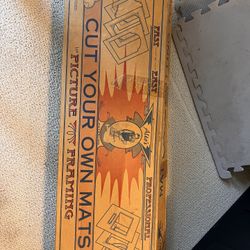 FAST EASY PROFESSIONAL
CUT YOUR OWN MATS
"PICTURE FRAMING